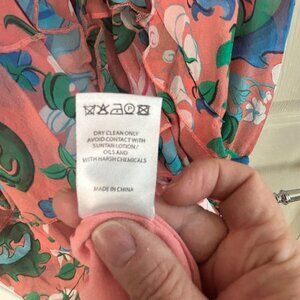 DRY CLEAN ONLY
AVOID CONTACT WITH
SUNTAN LOTION/
OILS AND
WITH HARSH CHEMICALS
MADE IN CHINA